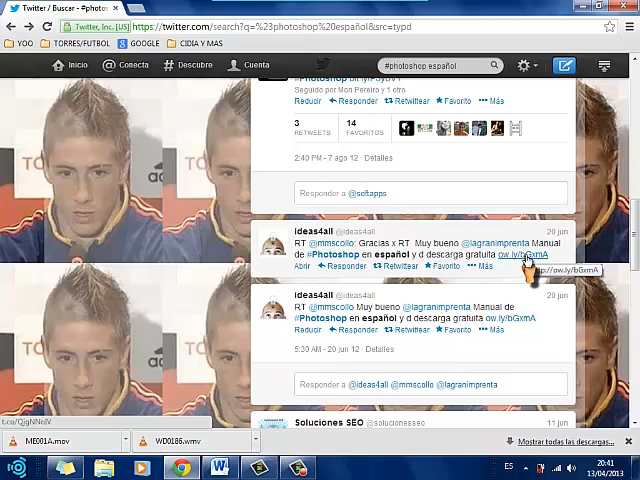 Twitter / Buscar - #photos
Twitter, Inc. [US] https://twitter.com/search?q=%23photoshop%20español&src=typd
YOO TORRES/FUTBOL GOOGLE CIDIA Y MAS
Inicio Conecta Descubre Cuenta #photoshop español
Seguido por Mon Pereiro y 1 otro
Reducir Responder Retwittear Favorito Más
3 14
RETWEETS FAVORITOS
2:40 PM - 7 ago 12 · Detalles
Responder a @softapps
ideas4all @ideas4all 20 jun
RT @mmscollo: Gracias x RT Muy bueno @lagranimprenta Manual
de #Photoshop en español y d descarga gratuita ow.ly/bGxmA
Abrir Responder Retwittear Favorito Más
http://ow.ly/bGxmA
ideas4all @ideas4all 20 jun
RT @mmscollo Muy bueno @lagranimprenta Manual de
#Photoshop en español y d descarga gratuita ow.ly/bGxmA
Reducir Responder Retwittear Favorito Más
5:30 AM - 20 jun 12 · Detalles
Responder a @ideas4all @mmscollo @lagranimprenta
Soluciones SEO @solucionesseo 11 jun
ME001A.mov WD0186.wmv Mostrar todas las descargas...
ES 20:41
13/04/2013